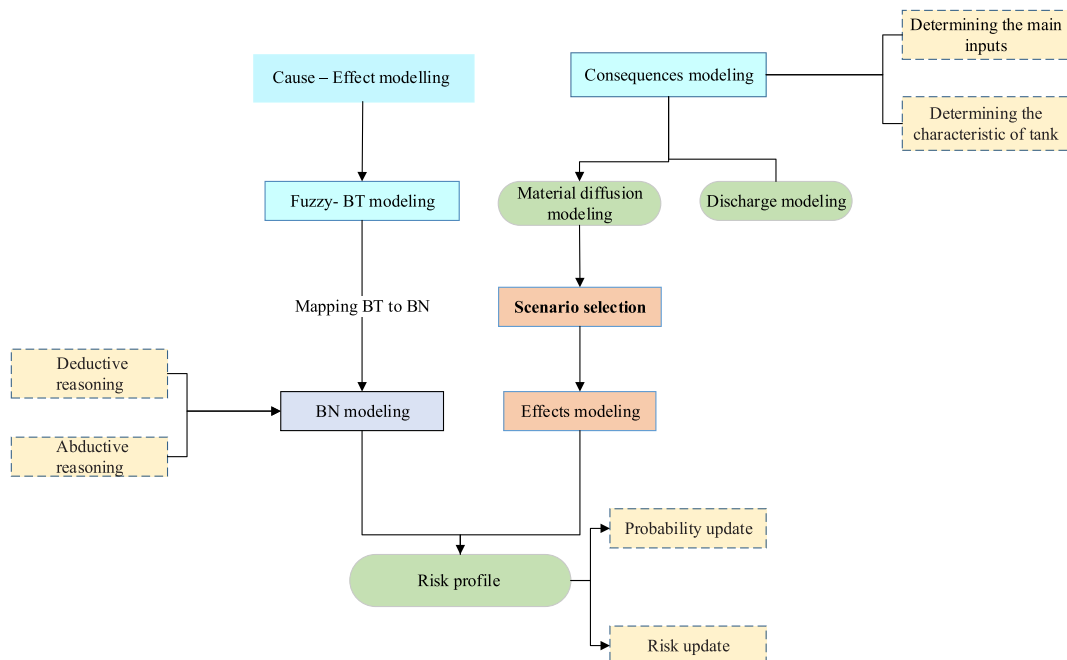 Determining the main
inputs
Cause – Effect modelling
Consequences modeling
Determining the
characteristic of tank
Fuzzy- BT modeling
Material diffusion
modeling
Discharge modeling
Mapping BT to BN
Scenario selection
Deductive
reasoning
BN modeling
Effects modeling
Abductive
reasoning
Probability update
Risk profile
Risk update